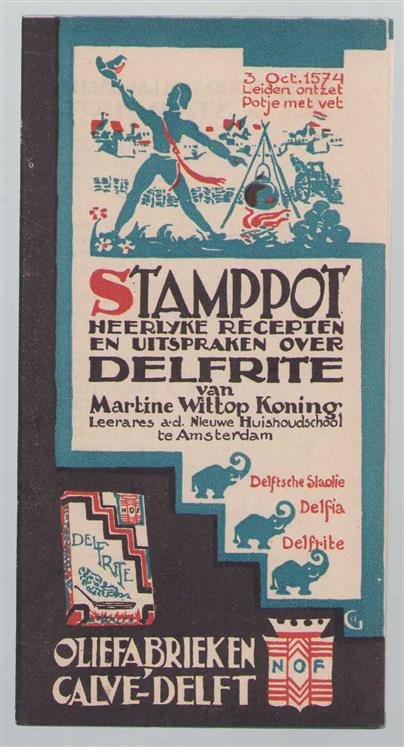 3 Oct. 1574
Leiden ontzet
Potje met vet
STAMPPOT
HEERLYKE RECEPTEN
EN UITSPRAKEN OVER
DELFRITE
van
Martine Wittop Koning.
Leerares a.d. Nieuwe Huishoudschool
te Amsterdam
Delftsche Slaolie
Delfia
Delfrite
NOF
DELFRITE
OLIEFABRIEKEN
CALVÉ-DELFT
NOF